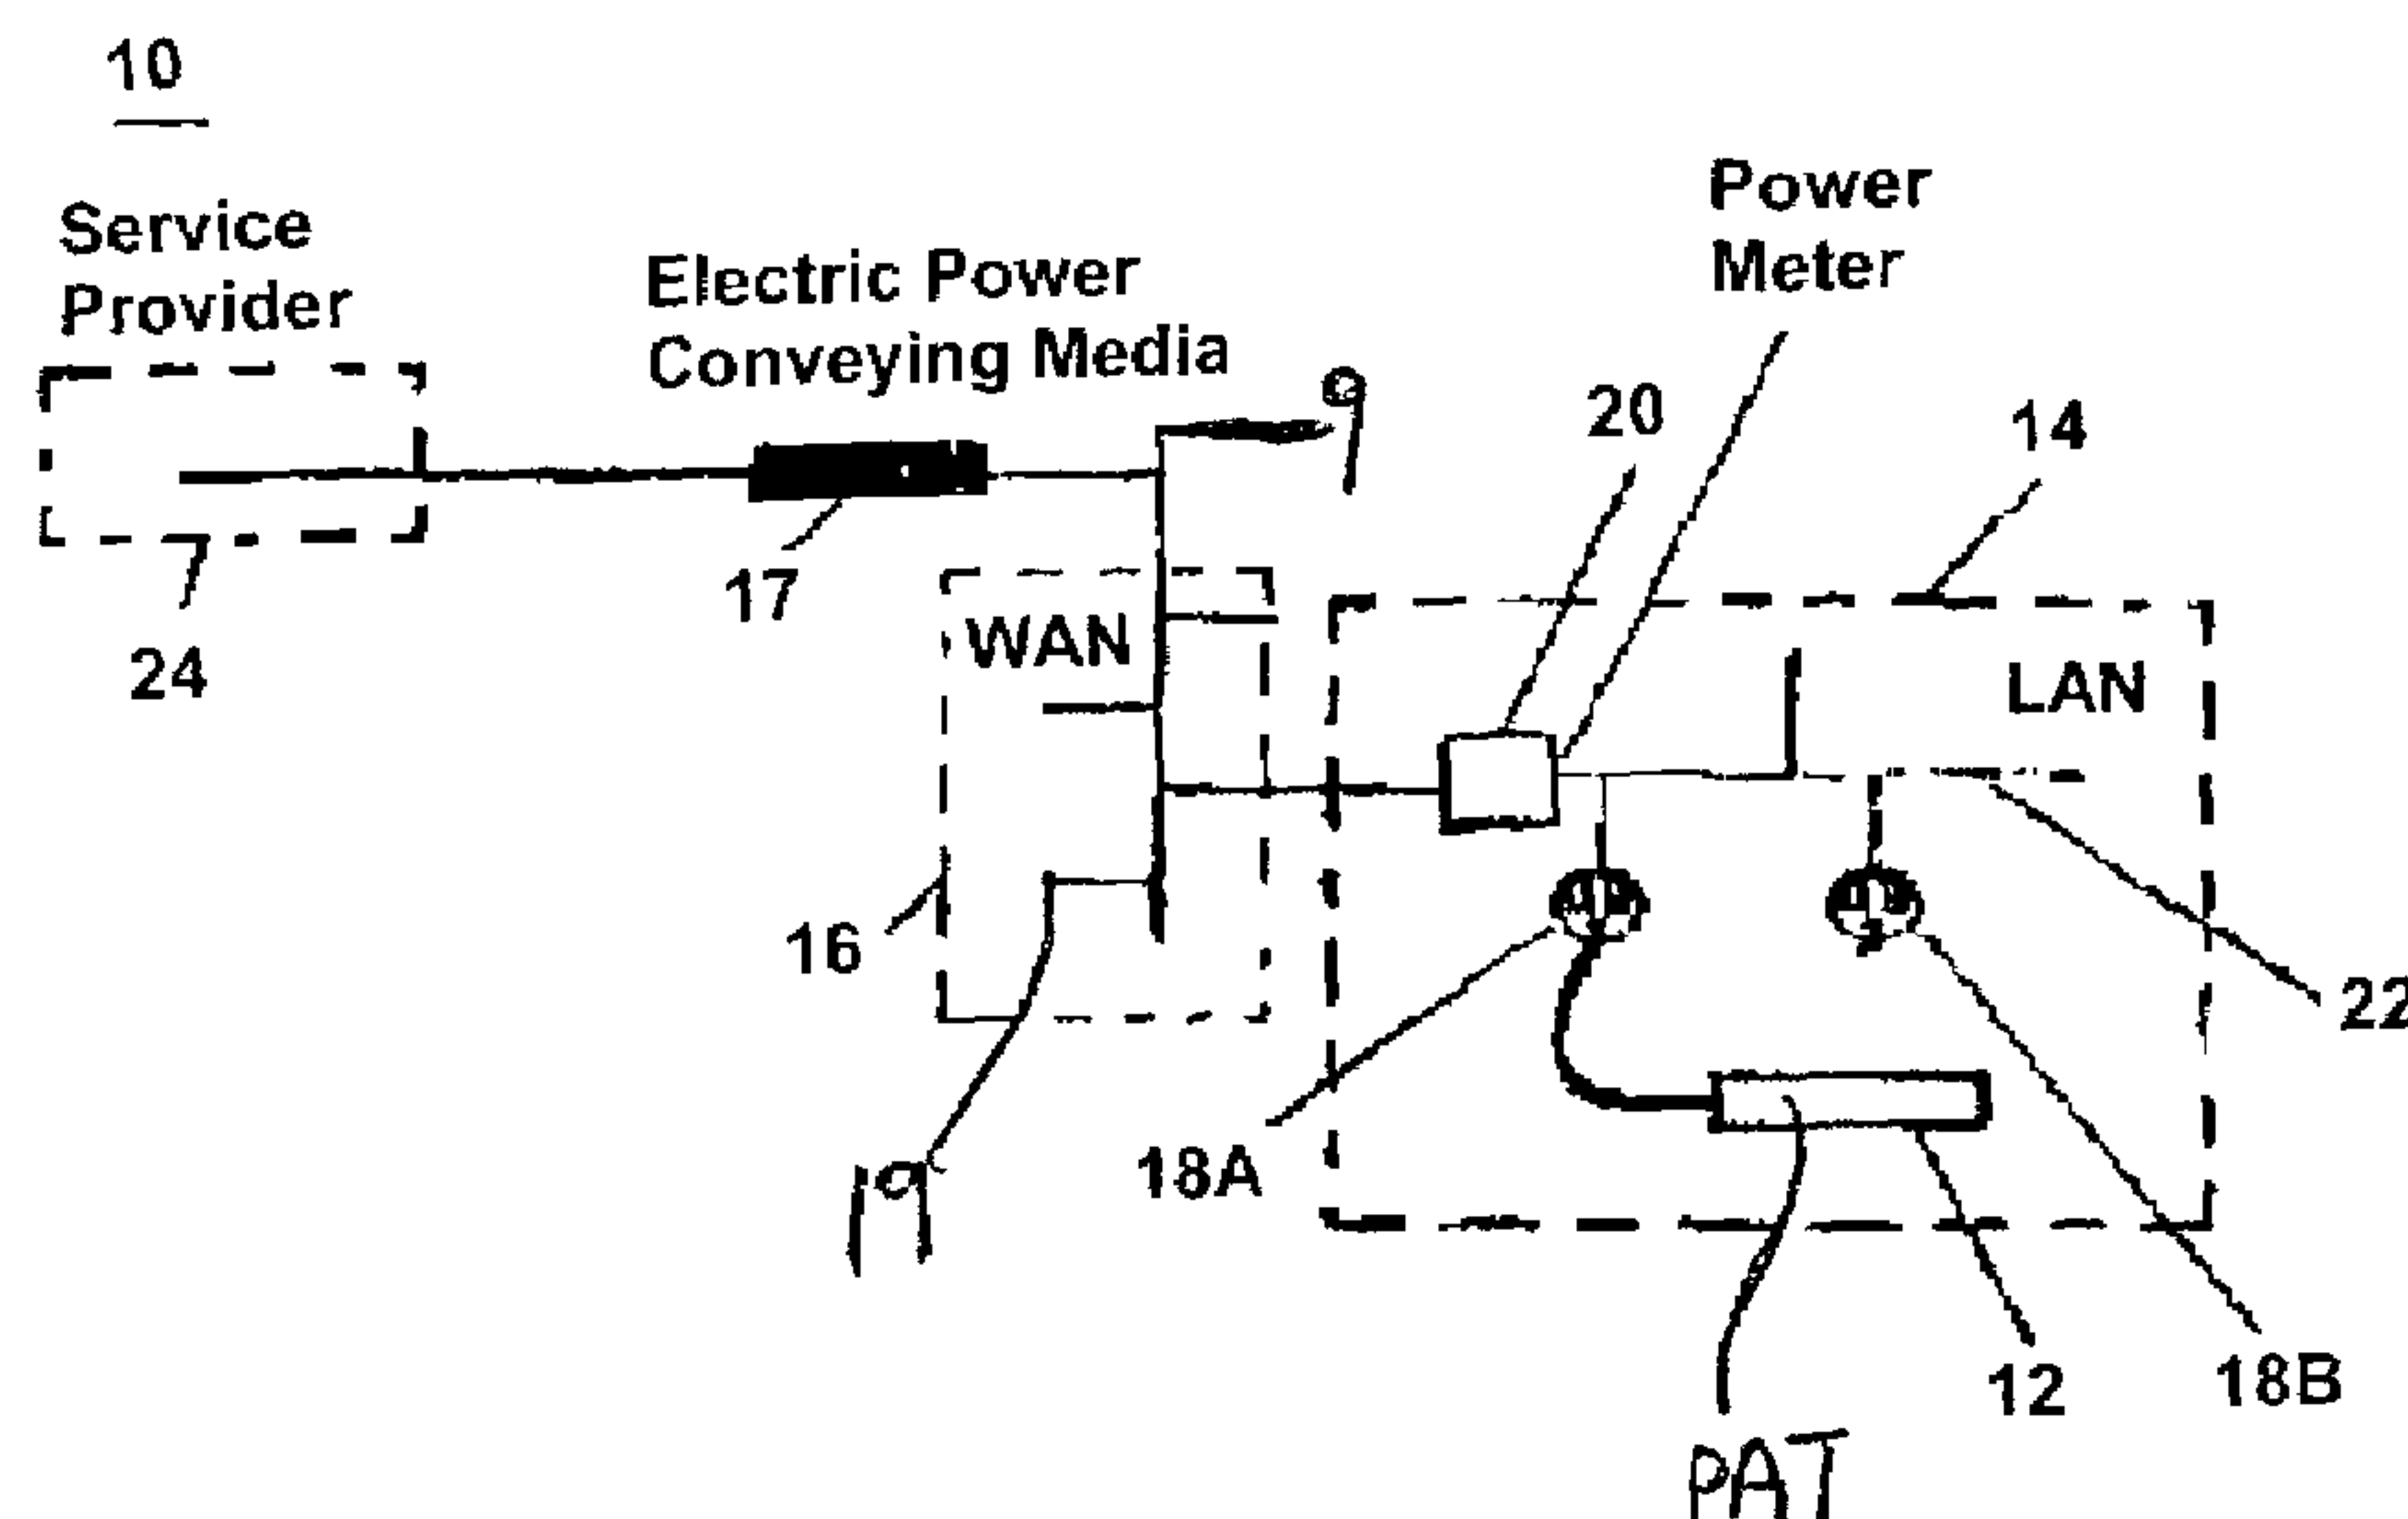 10
Service
Provider
Electric Power
Conveying Media
Power
Meter
9
20
14
17
24
WAN
LAN
16
22
18A
19
12
18B
PAT